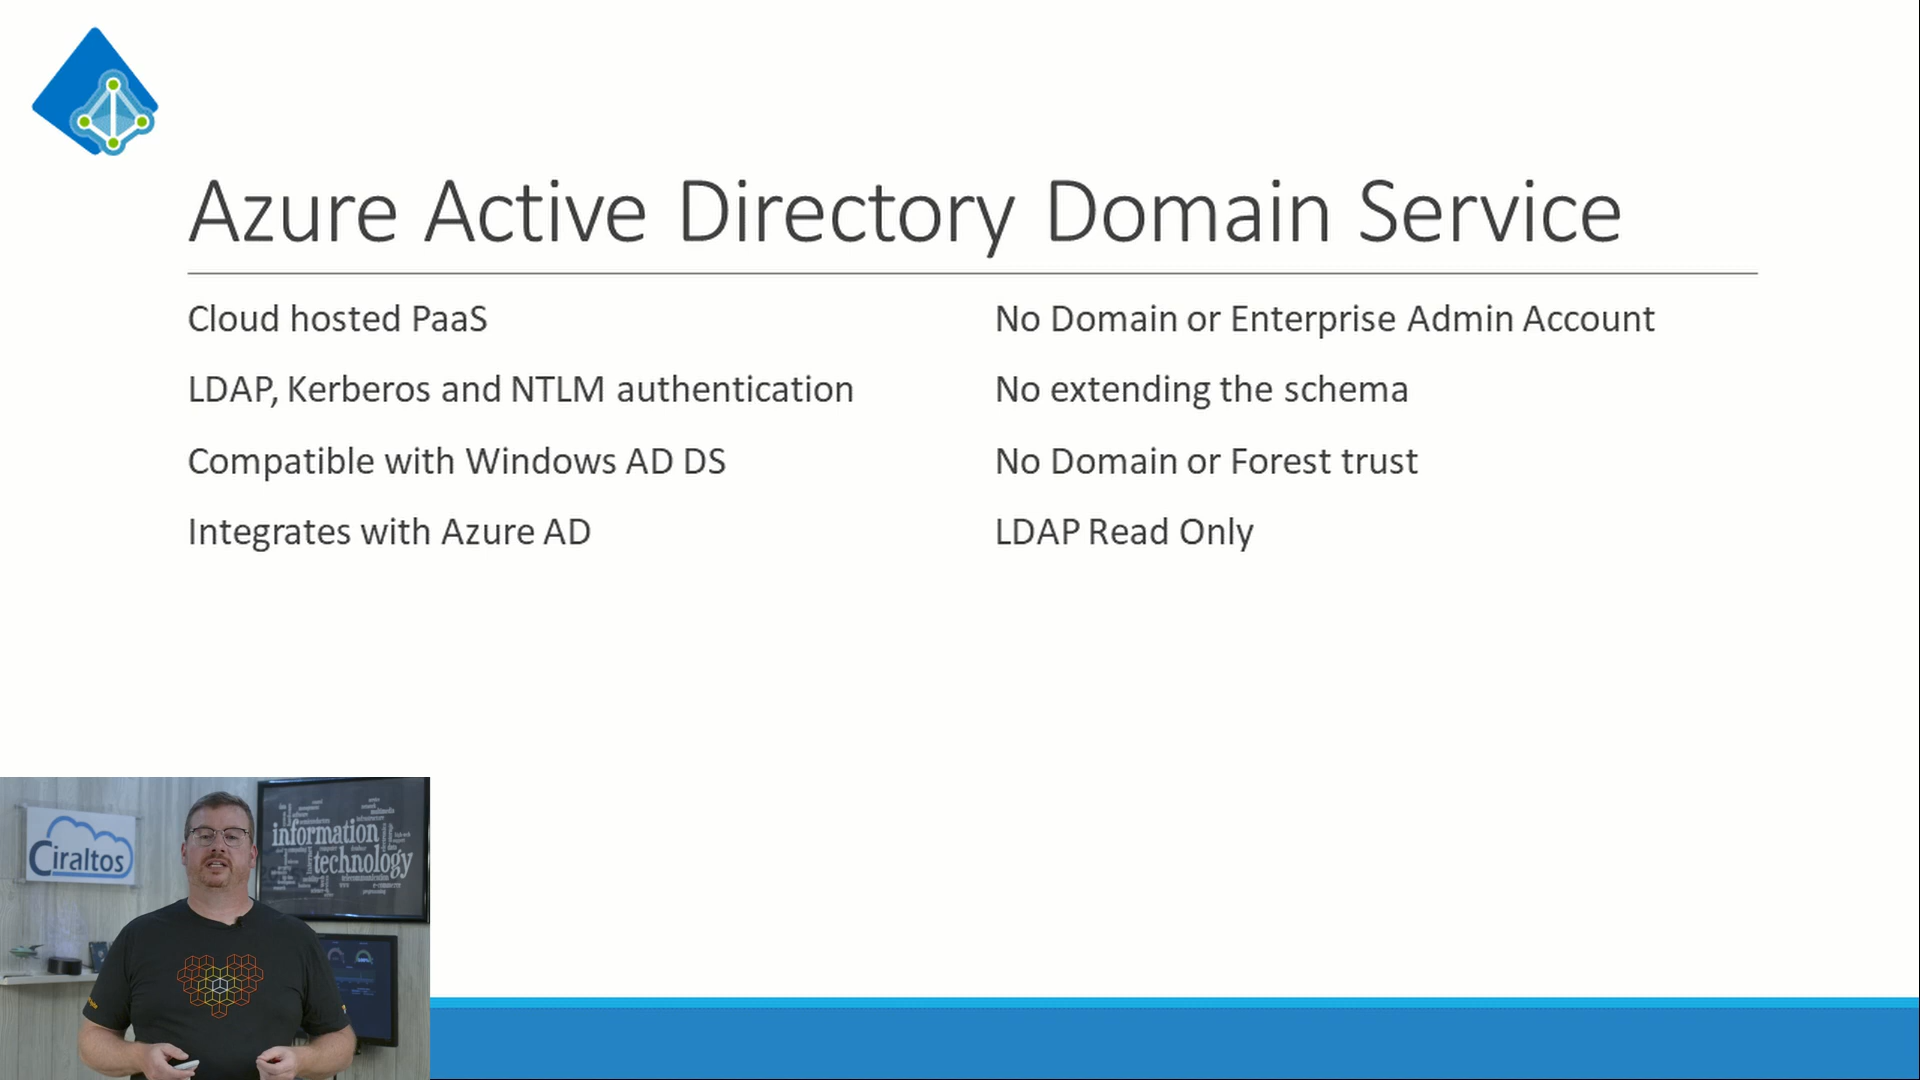 Azure Active Directory Domain Service
Cloud hosted PaaS
LDAP, Kerberos and NTLM authentication
Compatible with Windows AD DS
Integrates with Azure AD
No Domain or Enterprise Admin Account
No extending the schema
No Domain or Forest trust
LDAP Read Only
Ciraltos
information
technology